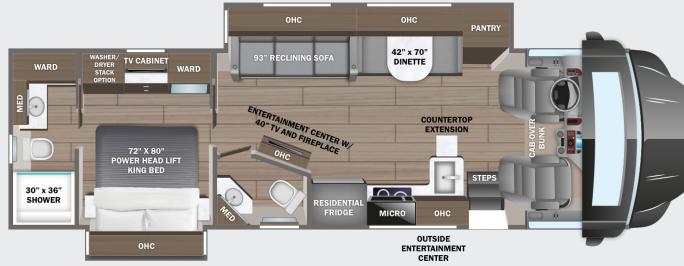 OHC
OHC
PANTRY
WARD
WASHER/
DRYER
STACK
OPTION
TV CABINET
WARD
93" RECLINING SOFA
42" x 70"
DINETTE
MED
ENTERTAINMENT CENTER W/
40" TV AND FIREPLACE
OHC
COUNTERTOP
EXTENSION
CAB-OVER
BUNK
72" X 80"
POWER HEAD LIFT
KING BED
30" x 36"
SHOWER
MED
RESIDENTIAL
FRIDGE
MICRO
OHC
STEPS
OHC
OUTSIDE
ENTERTAINMENT
CENTER